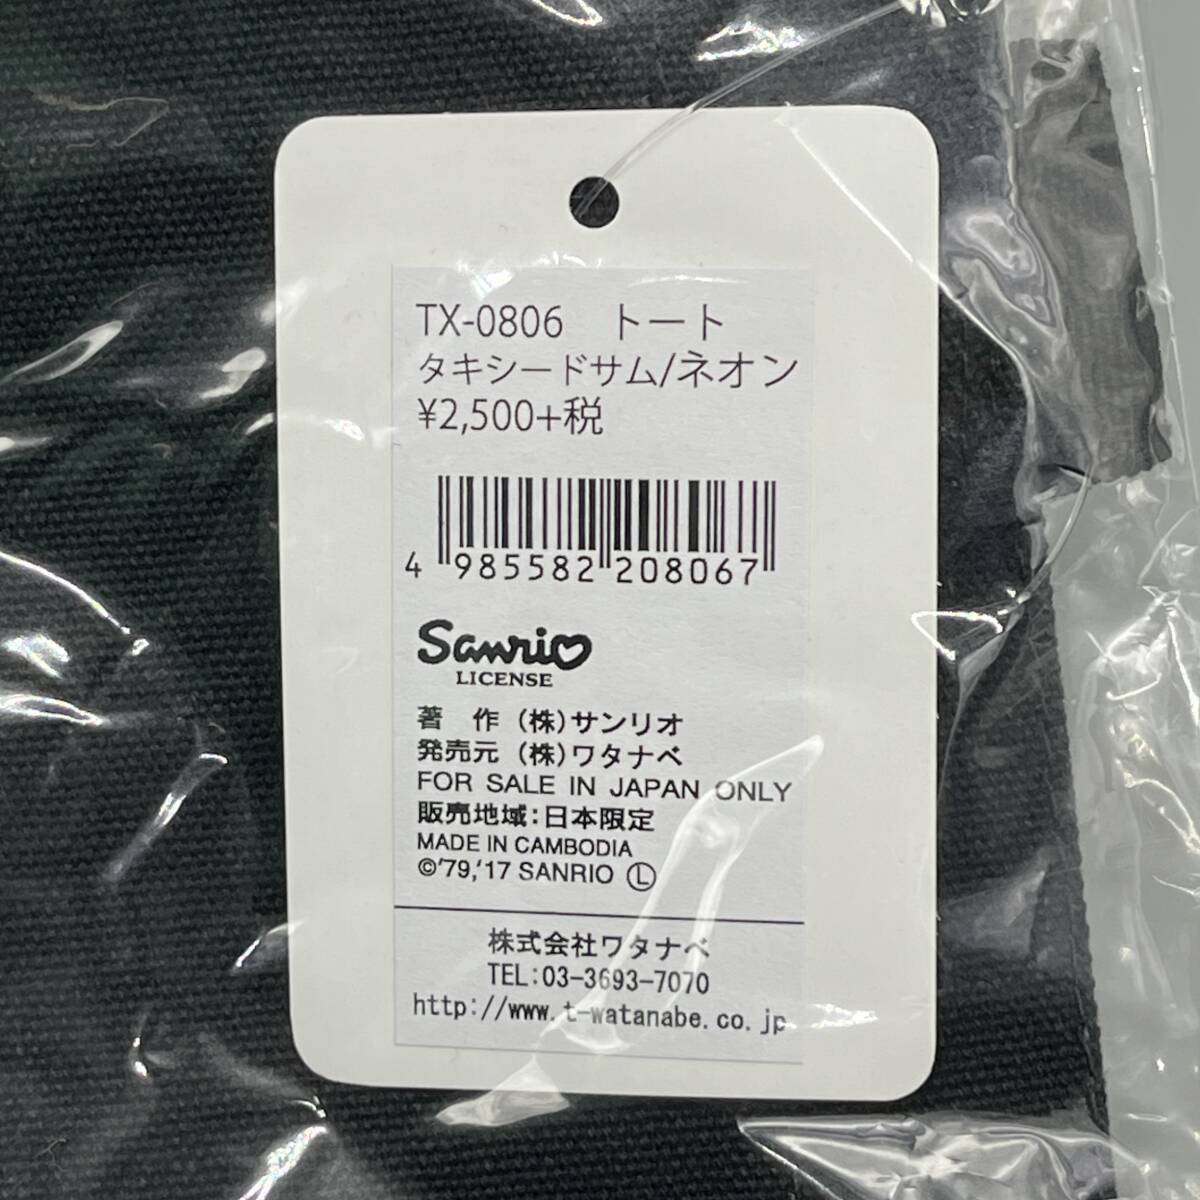 TX-0806　トート
タキシードサム/ネオン
¥2,500+税
4 985582 208067
Sanrio
LICENSE
著　作 (株)サンリオ
発売元 (株)ワタナベ
FOR SALE IN JAPAN ONLY
販売地域:日本限定
MADE IN CAMBODIA
©'79,'17 SANRIO Ⓛ
株式会社ワタナベ
TEL:03-3693-7070
http://www.t-watanabe.co.jp